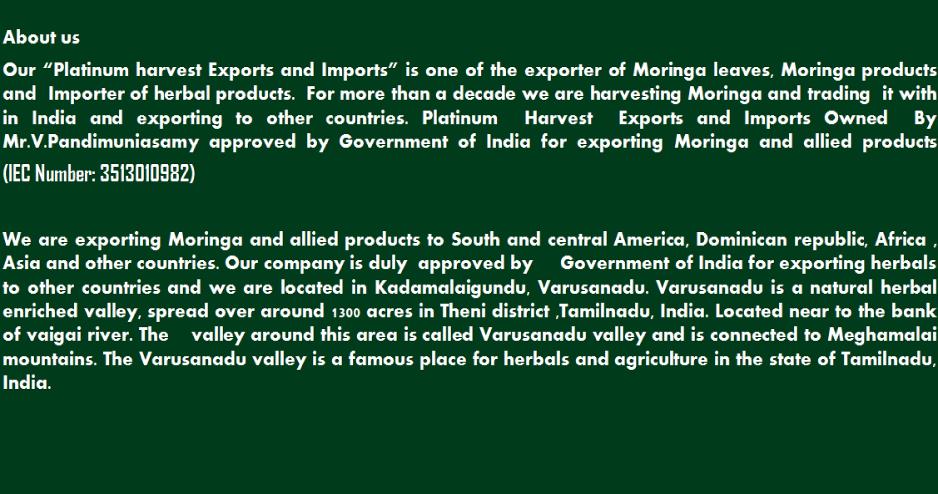 About us
Our “Platinum harvest Exports and Imports” is one of the exporter of Moringa leaves, Moringa products
and Importer of herbal products. For more than a decade we are harvesting Moringa and trading it with
in India and exporting to other countries. Platinum Harvest Exports and Imports Owned By
Mr.V.Pandimuniasamy approved by Government of India for exporting Moringa and allied products
(IEC Number: 3513010982)
We are exporting Moringa and allied products to South and central America, Dominican republic, Africa ,
Asia and other countries. Our company is duly approved by Government of India for exporting herbals
to other countries and we are located in Kadamalaigundu, Varusanadu. Varusanadu is a natural herbal
enriched valley, spread over around 1300 acres in Theni district ,Tamilnadu, India. Located near to the bank
of vaigai river. The valley around this area is called Varusanadu valley and is connected to Meghamalai
mountains. The Varusanadu valley is a famous place for herbals and agriculture in the state of Tamilnadu,
India.